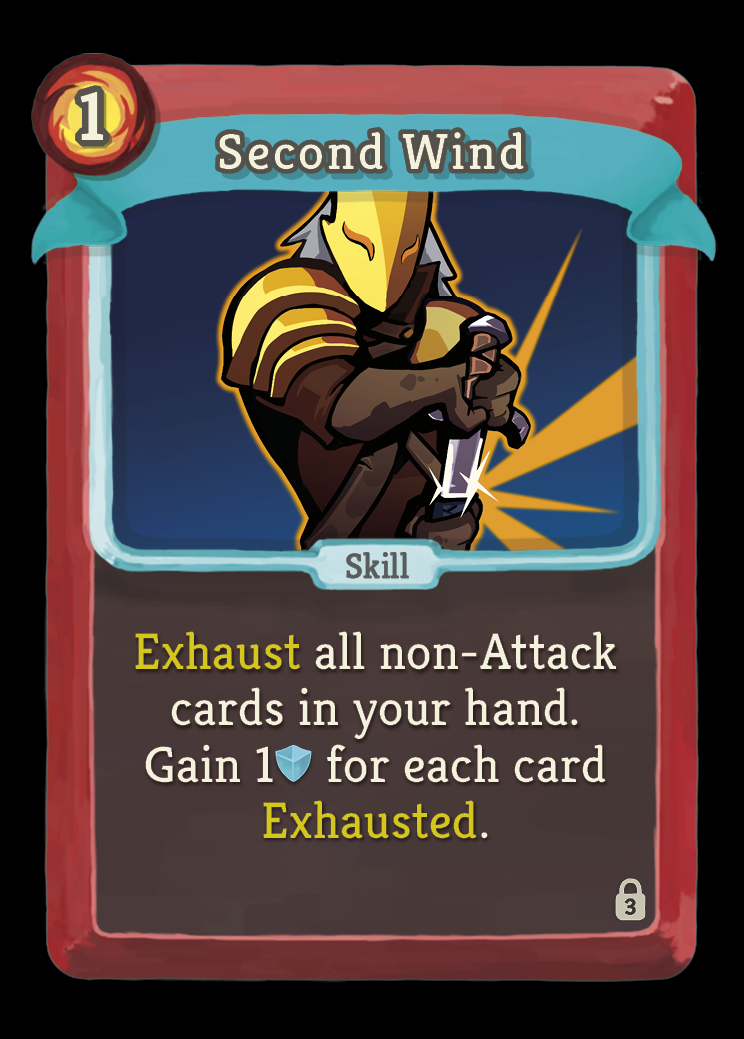 1
Second Wind
Skill
Exhaust all non-Attack
cards in your hand.
Gain 1 for each card
Exhausted.
3